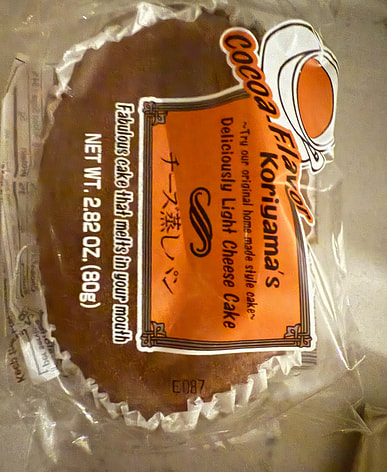 Cocoa Flavor
Koriyama's
~Try our original home made style cake~
Deliciously Light Cheese Cake
チーズ蒸しパン
Fabulous cake that melts in your mouth
NET WT. 2.82 OZ. (80g)
E087